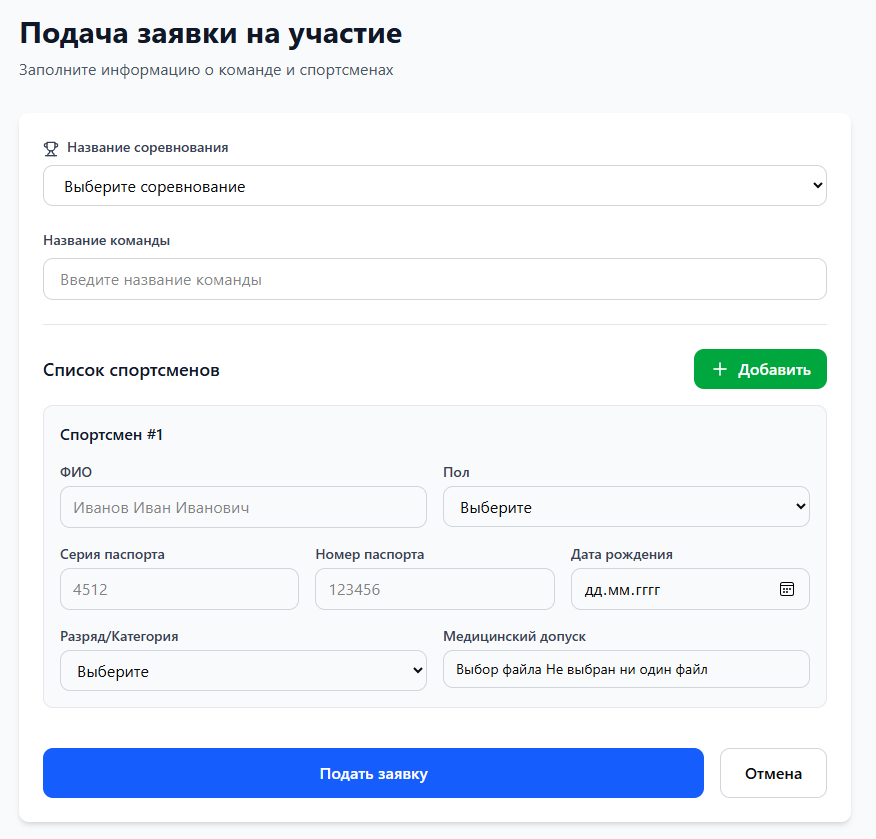 Подача заявки на участие
Заполните информацию о команде и спортсменах
Название соревнования
Выберите соревнование
Название команды
Введите название команды
Список спортсменов
+ Добавить
Спортсмен #1
ФИО Пол
Иванов Иван Иванович Выберите
Серия паспорта Номер паспорта Дата рождения
4512 123456 дд.мм.гггг
Разряд/Категория Медицинский допуск
Выберите Выбор файла Не выбран ни один файл
Подать заявку Отмена